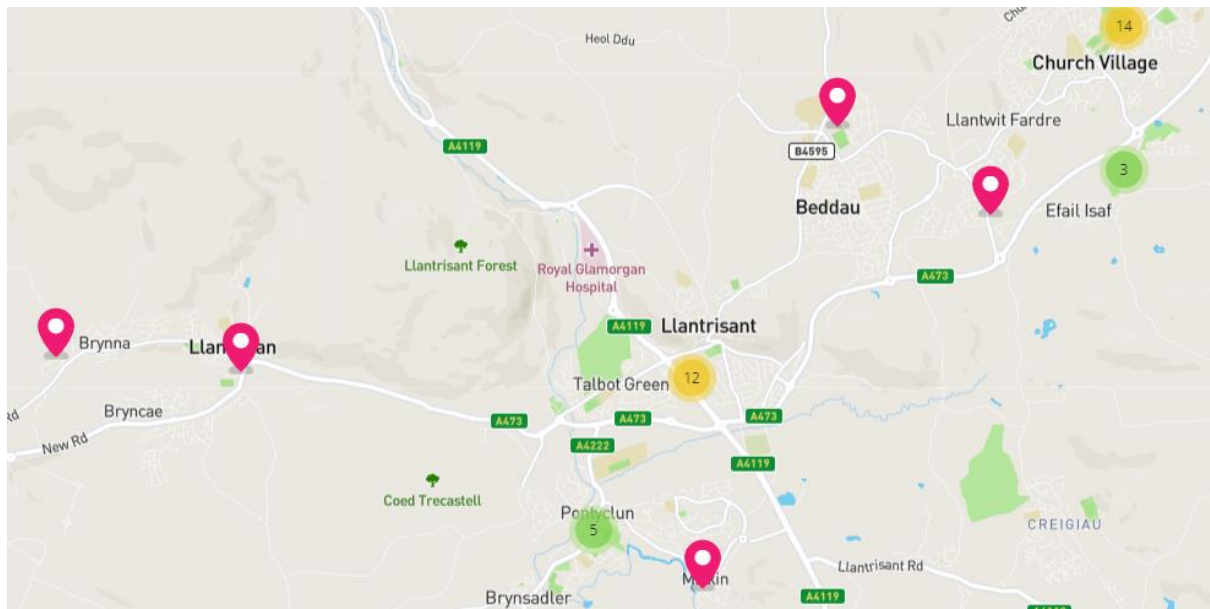 14
Heol Ddu
Church Village
Llantwit Fardre
A4119
B4595
3
Beddau
Efail Isaf
Llantrisant Forest
Royal Glamorgan
Hospital
A473
A4119
Llantrisant
Brynna
Talbot Green
12
Bryncae
A473
A473
A473
New Rd
Rd
A4222
A4119
Coed Trecastell
Pontyclun
5
CREIGIAU
Llantrisant Rd
Brynsadler
A4119